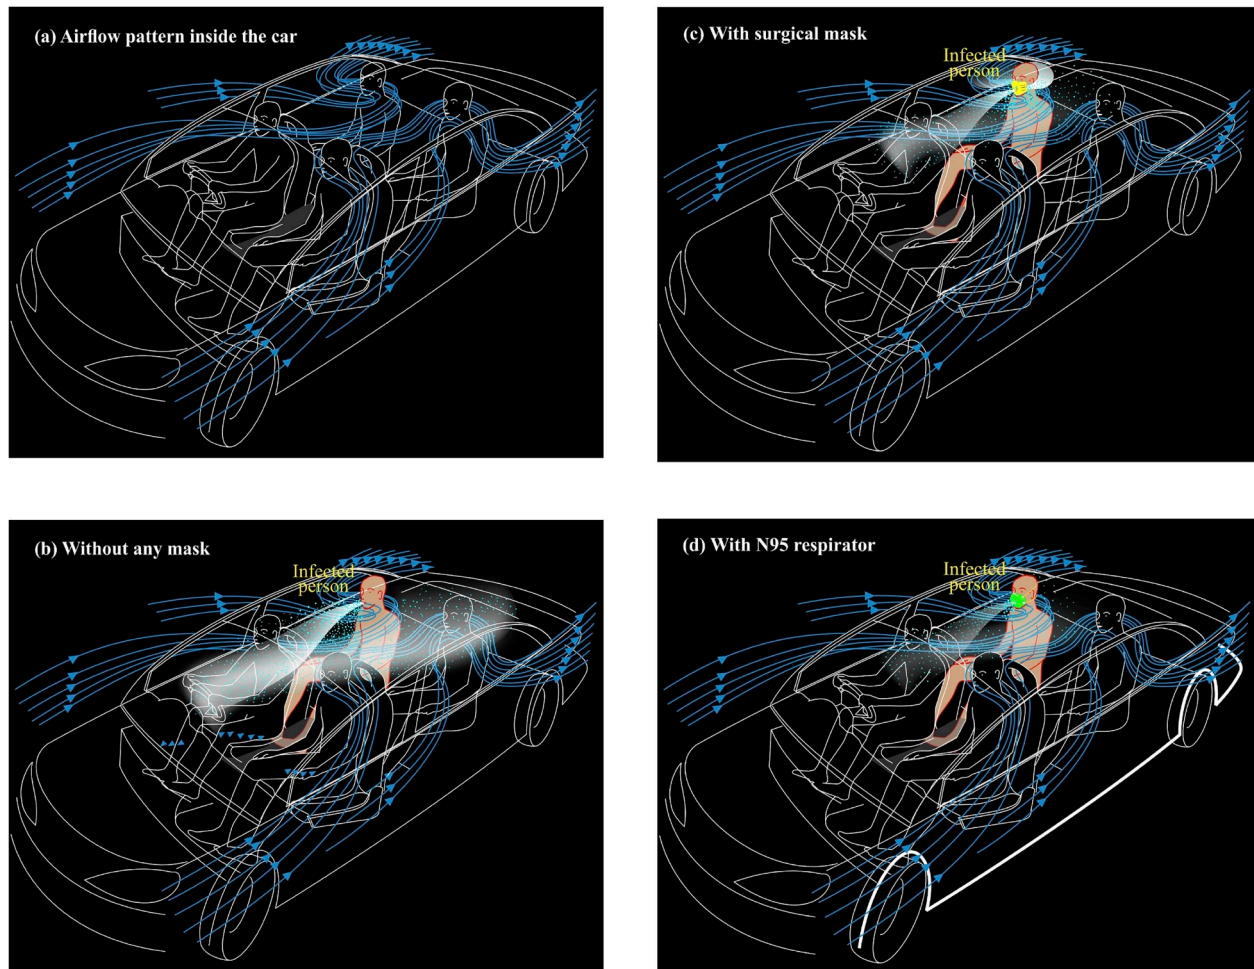 (a) Airflow pattern inside the car
(c) With surgical mask
Infected
person
(b) Without any mask
Infected
person
(d) With N95 respirator
Infected
person